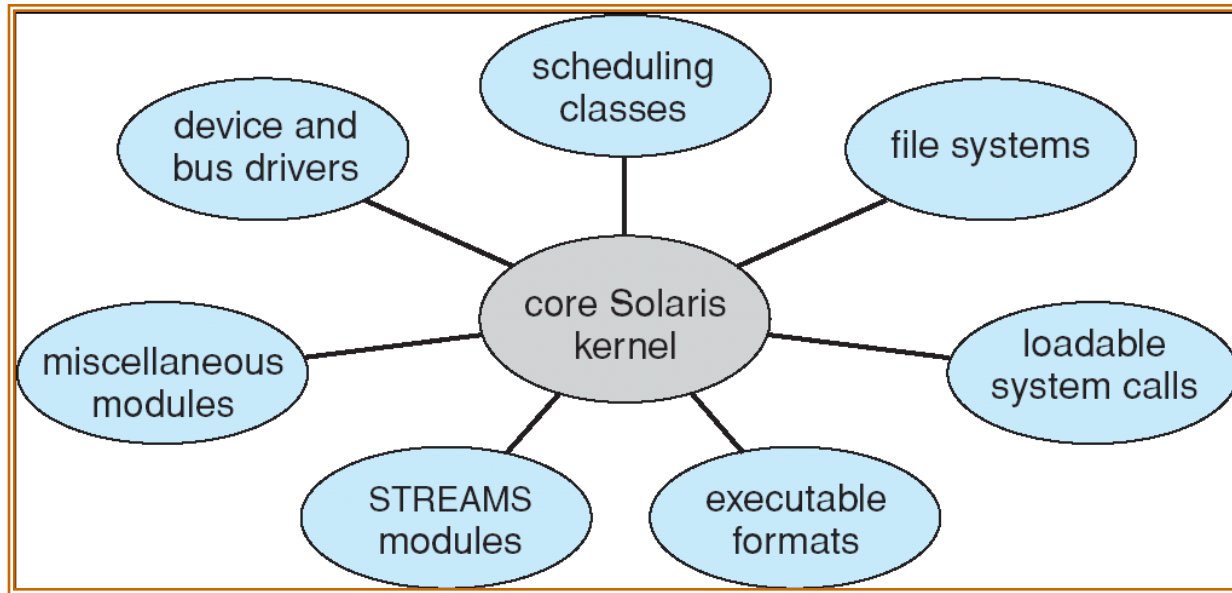 scheduling
classes
device and
bus drivers
file systems
core Solaris
kernel
miscellaneous
modules
loadable
system calls
STREAMS
modules
executable
formats